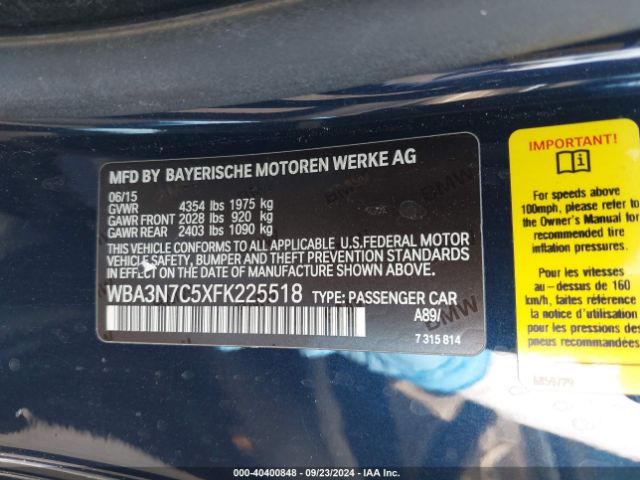 MFD BY BAYERISCHE MOTOREN WERKE AG
06/15
GVWR 4354 lbs 1975 kg
GAWR FRONT 2028 lbs 920 kg
GAWR REAR 2403 lbs 1090 kg
THIS VEHICLE CONFORMS TO ALL APPLICABLE U.S.FEDERAL MOTOR
VEHICLE SAFETY, BUMPER AND THEFT PREVENTION STANDARDS
IN EFFECT ON THE DATE OF MANUFACTURE SHOWN ABOVE.
WBA3N7C5XFK225518 TYPE: PASSENGER CAR
A89/
7 315 814
IMPORTANT!
For speeds above
100mph, please refer to
the Owner's Manual for
recommended tire
inflation pressures.
Pour les vitesses
au-dessus de 160
km/h, faites référence à
la notice d'utilisation
pour les pressions des
pneus recommandées.
6859779
000-40400848 - 09/23/2024 - IAA Inc.